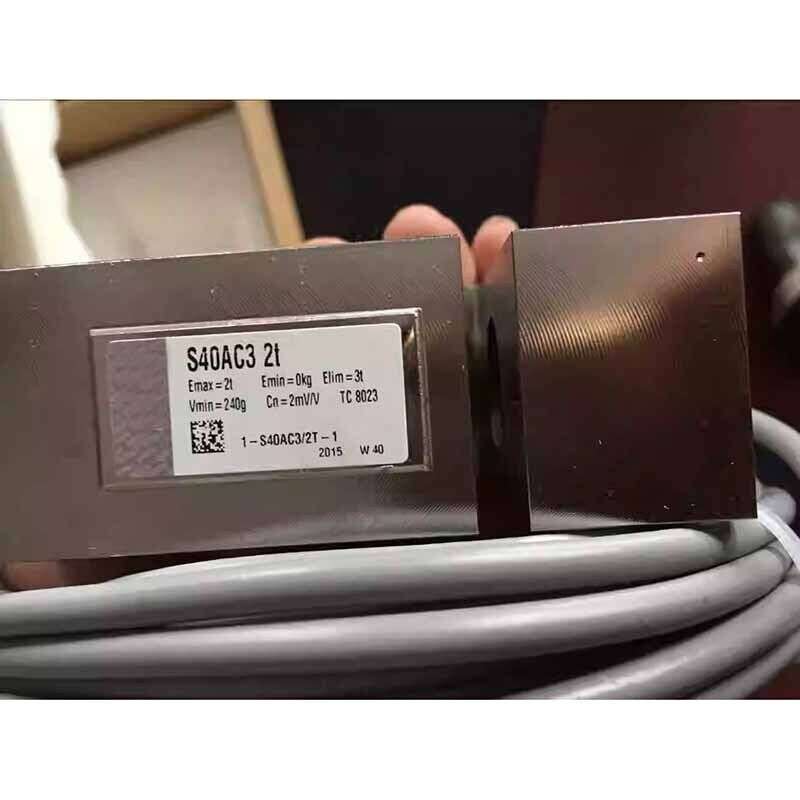 S40AC3 2t
Emax=2t Emin=0kg Elim=3t
Vmin=240g Cn=2mV/V TC 8023
1-S40AC3/2T-1
2015 W 40